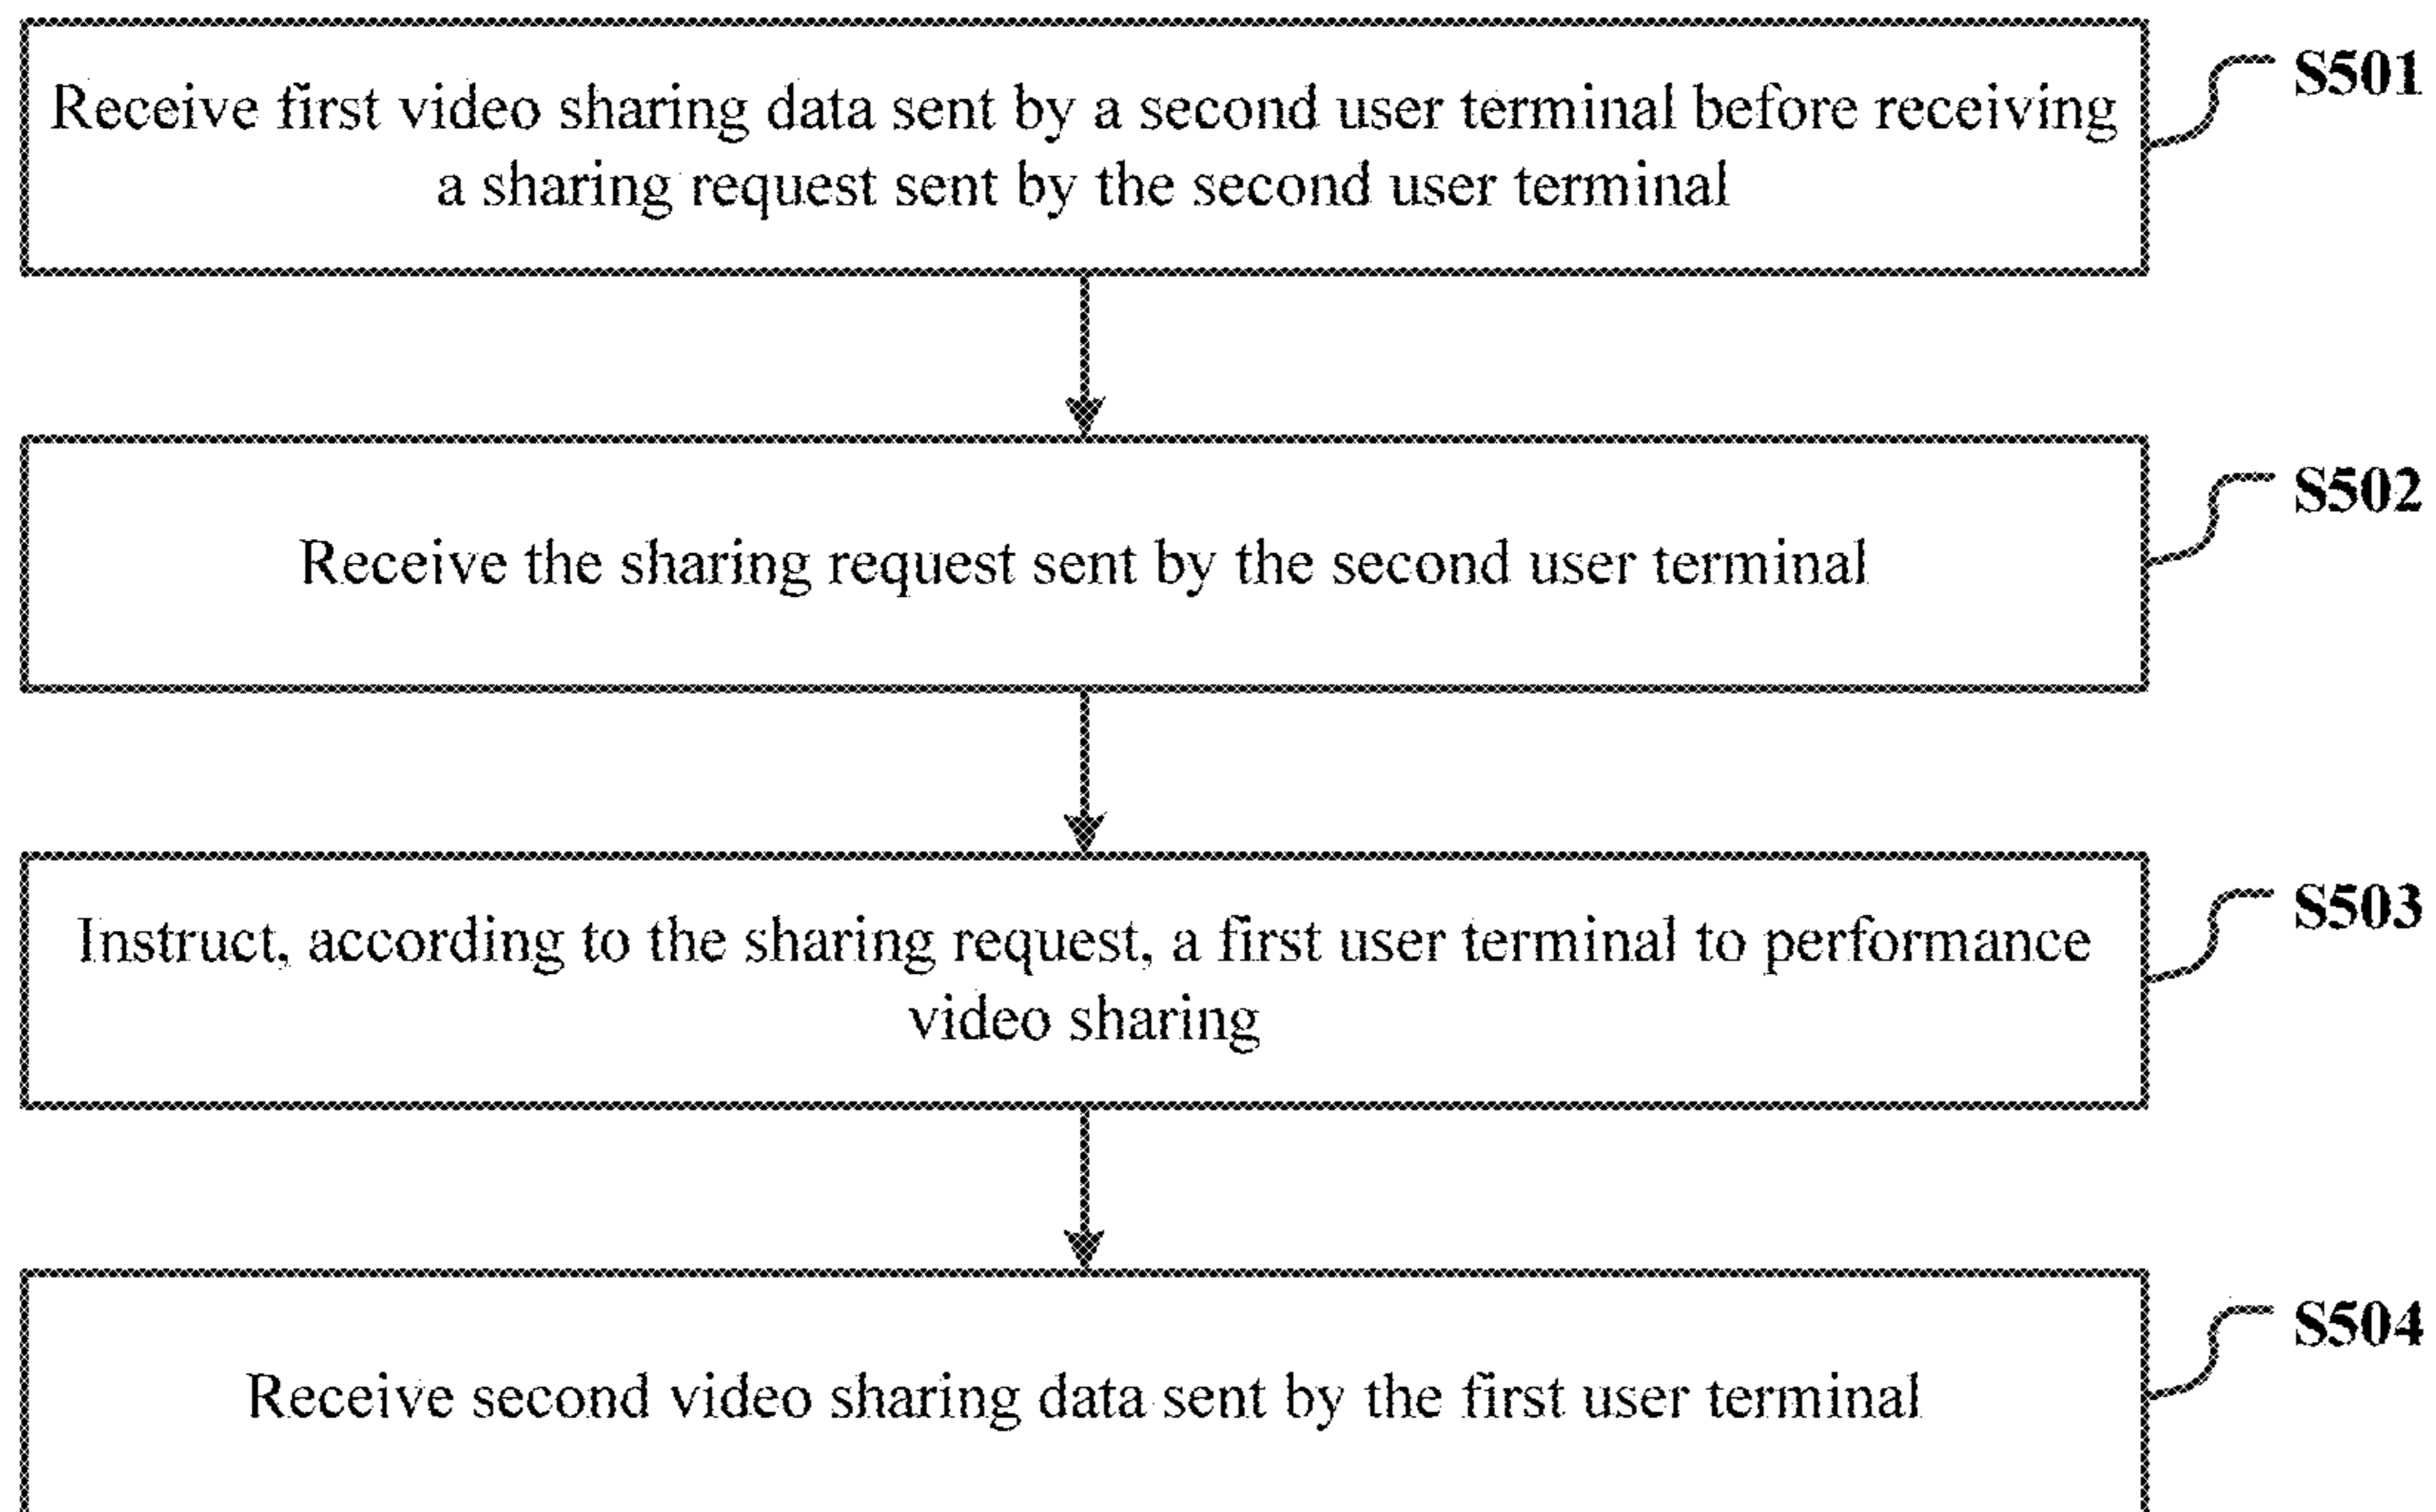 Receive first video sharing data sent by a second user terminal before receiving
a sharing request sent by the second user terminal
S501
Receive the sharing request sent by the second user terminal
S502
Instruct, according to the sharing request, a first user terminal to performance
video sharing
S503
Receive second video sharing data sent by the first user terminal
S504